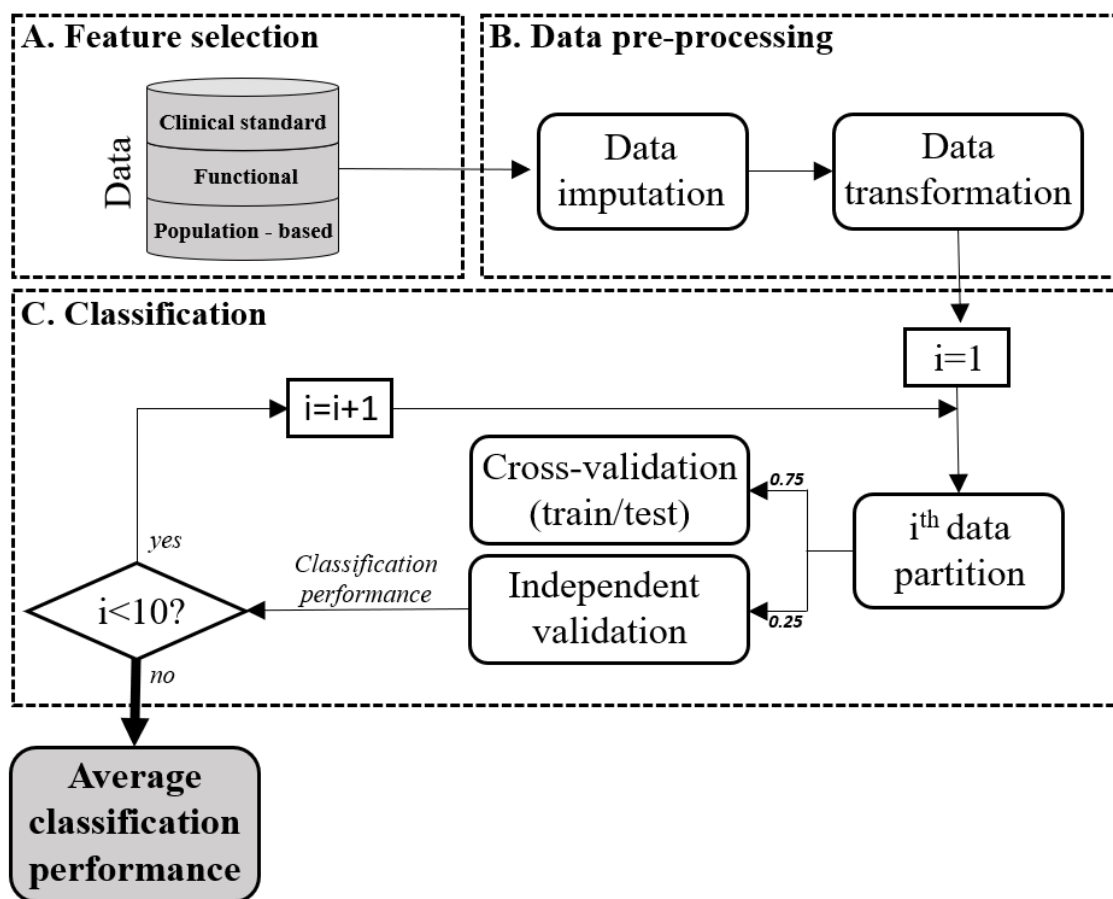 A. Feature selection
Data
Clinical standard
Functional
Population - based
B. Data pre-processing
Data
imputation
Data
transformation
C. Classification
i=1
i=i+1
Cross-validation
(train/test)
0.75
i^th data
partition
yes
Classification
performance
Independent
validation
0.25
i<10?
no
Average
classification
performance